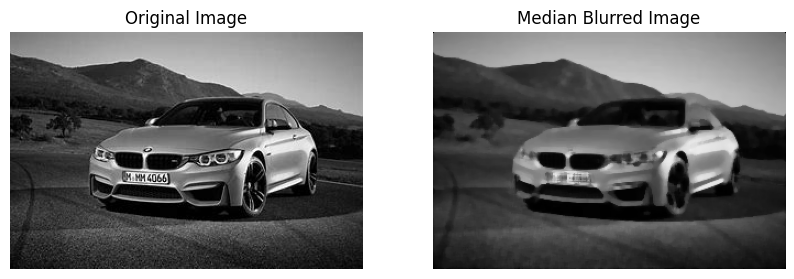 Original Image
Median Blurred Image
M·MM 4066